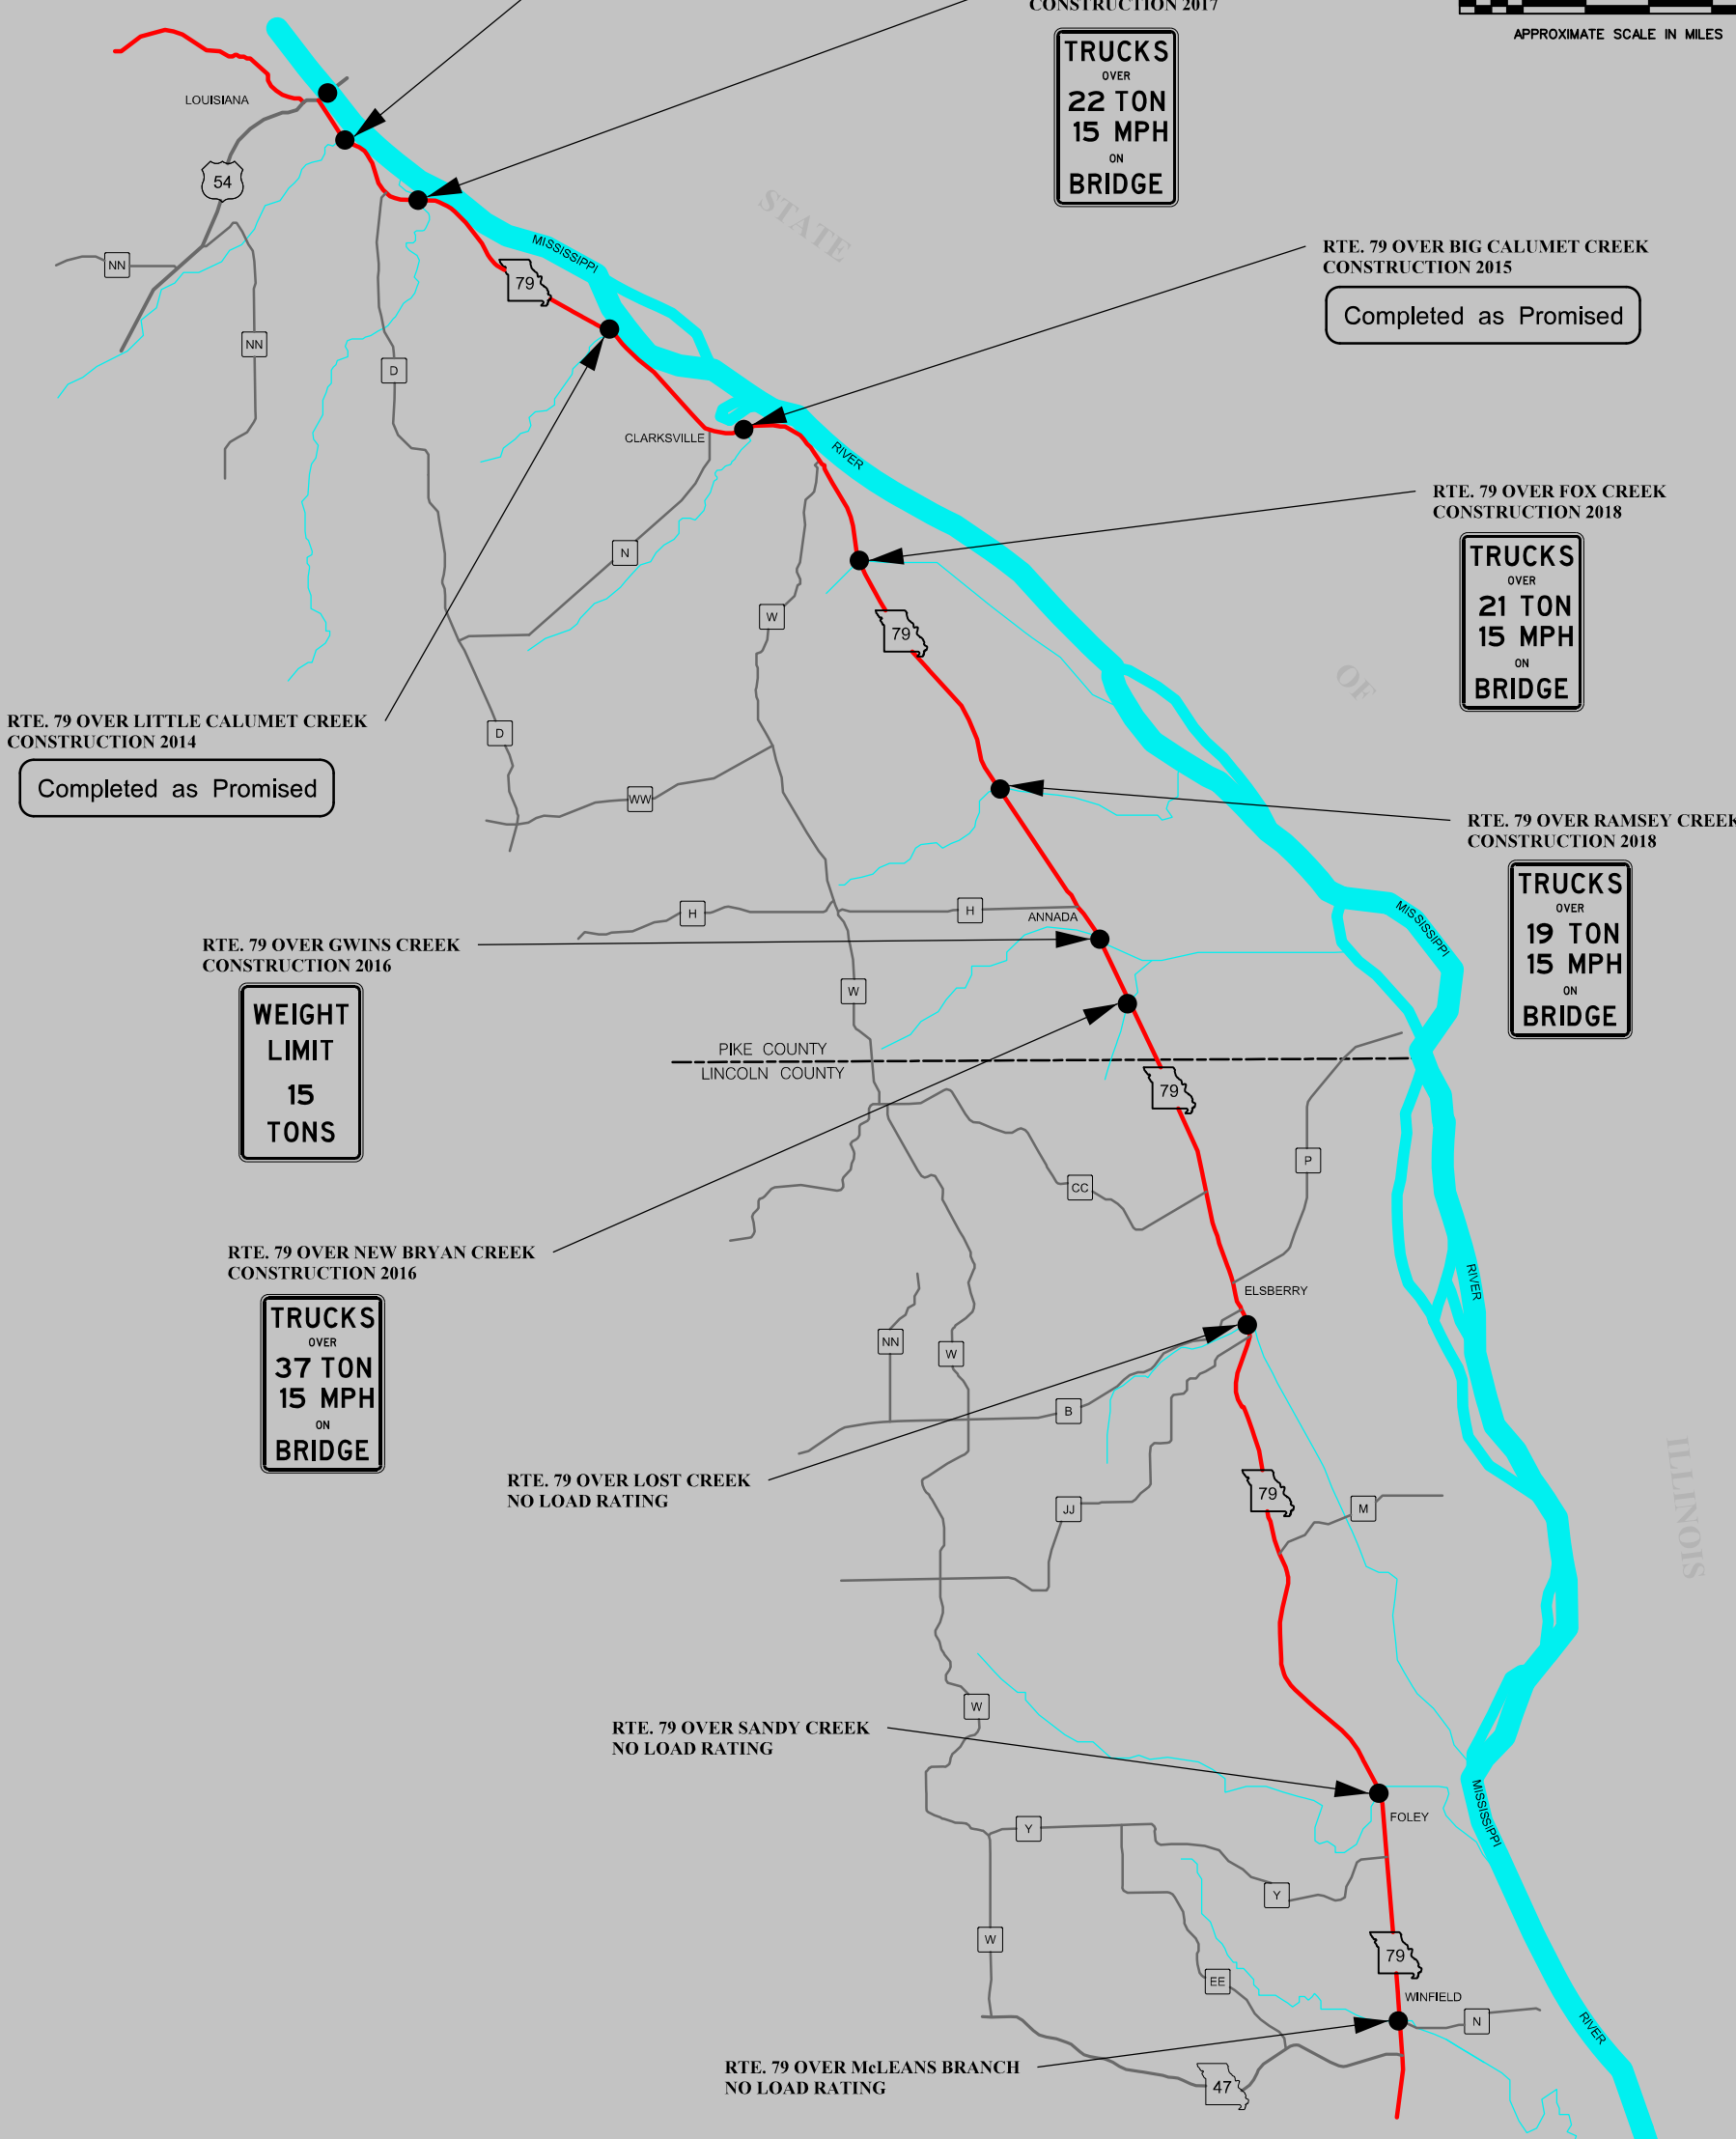 CONSTRUCTION 2017
TRUCKS
OVER
22 TON
15 MPH
ON
BRIDGE
APPROXIMATE SCALE IN MILES
LOUISIANA
54
NN
NN
D
STATE
MISSISSIPPI
79
RTE. 79 OVER BIG CALUMET CREEK
CONSTRUCTION 2015
Completed as Promised
CLARKSVILLE
RIVER
N
W
RTE. 79 OVER FOX CREEK
CONSTRUCTION 2018
TRUCKS
OVER
21 TON
15 MPH
ON
BRIDGE
79
OF
RTE. 79 OVER LITTLE CALUMET CREEK
CONSTRUCTION 2014
Completed as Promised
D
WW
RTE. 79 OVER RAMSEY CREEK
CONSTRUCTION 2018
TRUCKS
OVER
19 TON
15 MPH
ON
BRIDGE
H
H
ANNADA
MISSISSIPPI
RTE. 79 OVER GWINS CREEK
CONSTRUCTION 2016
WEIGHT
LIMIT
15
TONS
W
PIKE COUNTY
LINCOLN COUNTY
79
P
CC
RTE. 79 OVER NEW BRYAN CREEK
CONSTRUCTION 2016
TRUCKS
OVER
37 TON
15 MPH
ON
BRIDGE
RIVER
ELSBERRY
NN
W
B
RTE. 79 OVER LOST CREEK
NO LOAD RATING
79
JJ
M
ILLINOIS
W
RTE. 79 OVER SANDY CREEK
NO LOAD RATING
MISSISSIPPI
FOLEY
Y
Y
W
79
EE
WINFIELD
N
RIVER
RTE. 79 OVER McLEANS BRANCH
NO LOAD RATING
47